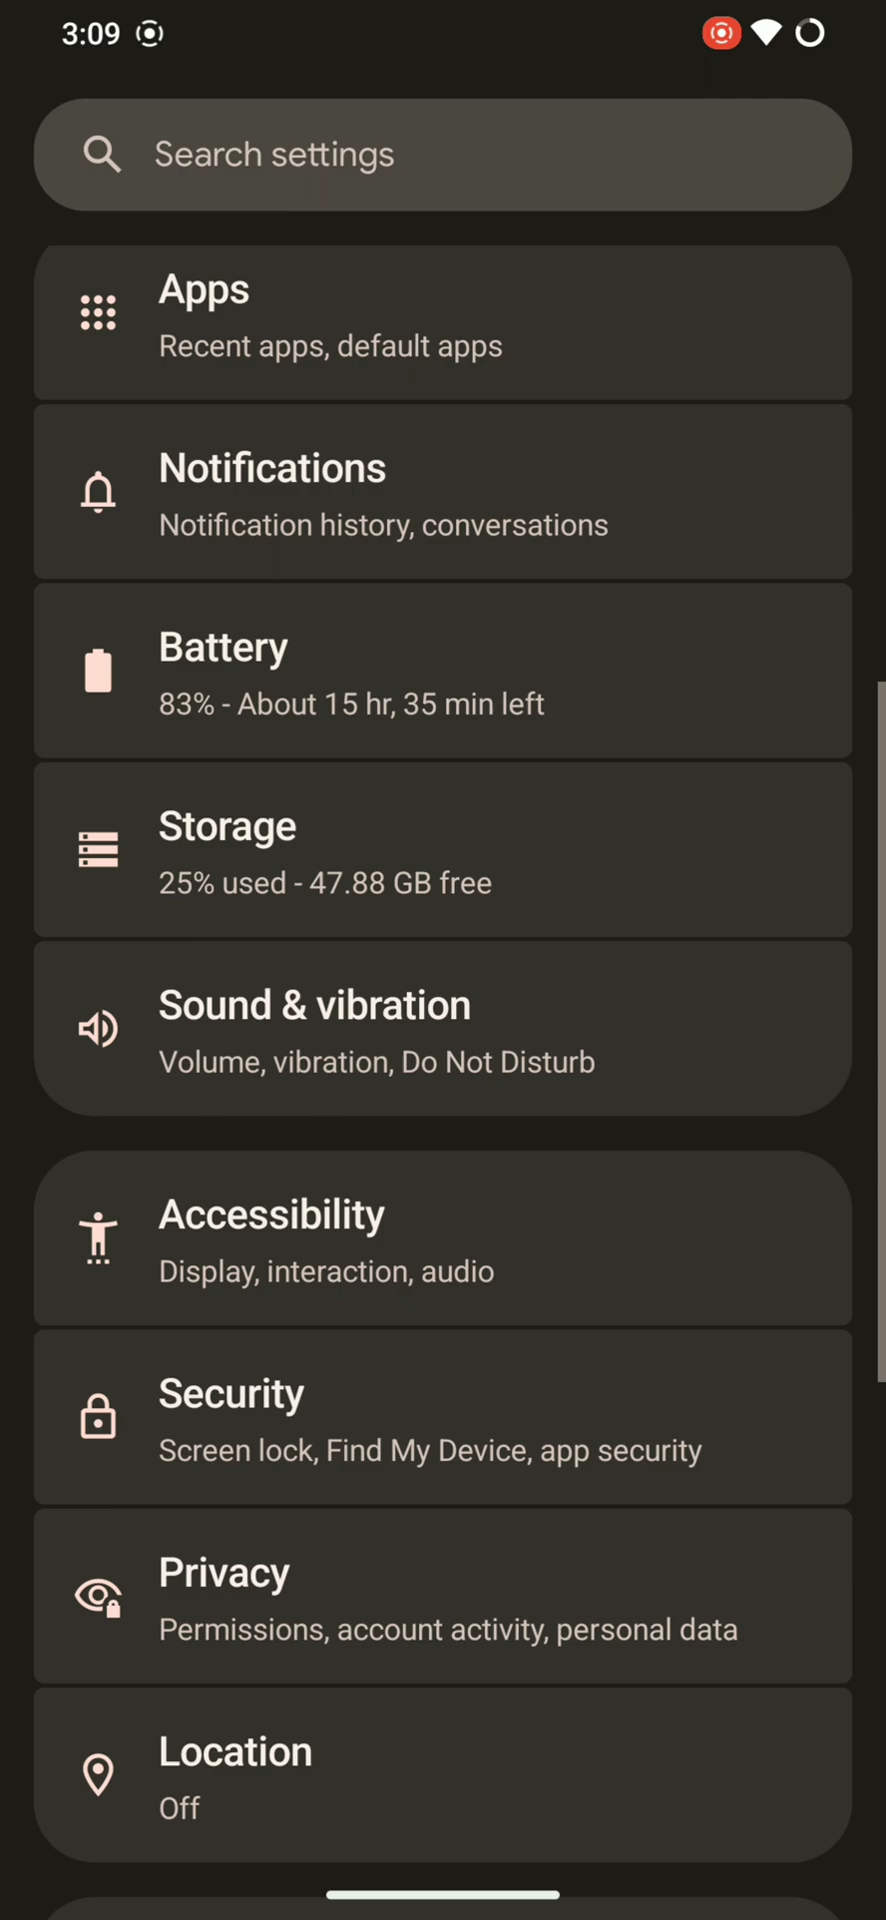 3:09
Search settings
Apps
Recent apps, default apps
Notifications
Notification history, conversations
Battery
83% - About 15 hr, 35 min left
Storage
25% used - 47.88 GB free
Sound & vibration
Volume, vibration, Do Not Disturb
Accessibility
Display, interaction, audio
Security
Screen lock, Find My Device, app security
Privacy
Permissions, account activity, personal data
Location
Off